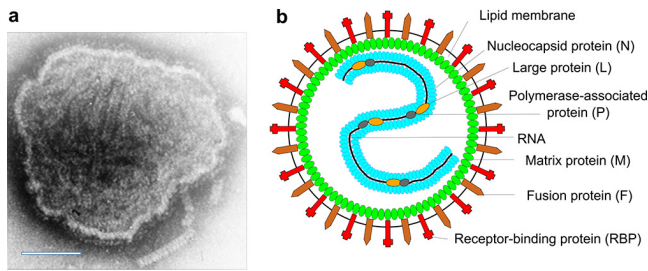 a
b
Lipid membrane
Nucleocapsid protein (N)
Large protein (L)
Polymerase-associated
protein (P)
RNA
Matrix protein (M)
Fusion protein (F)
Receptor-binding protein (RBP)